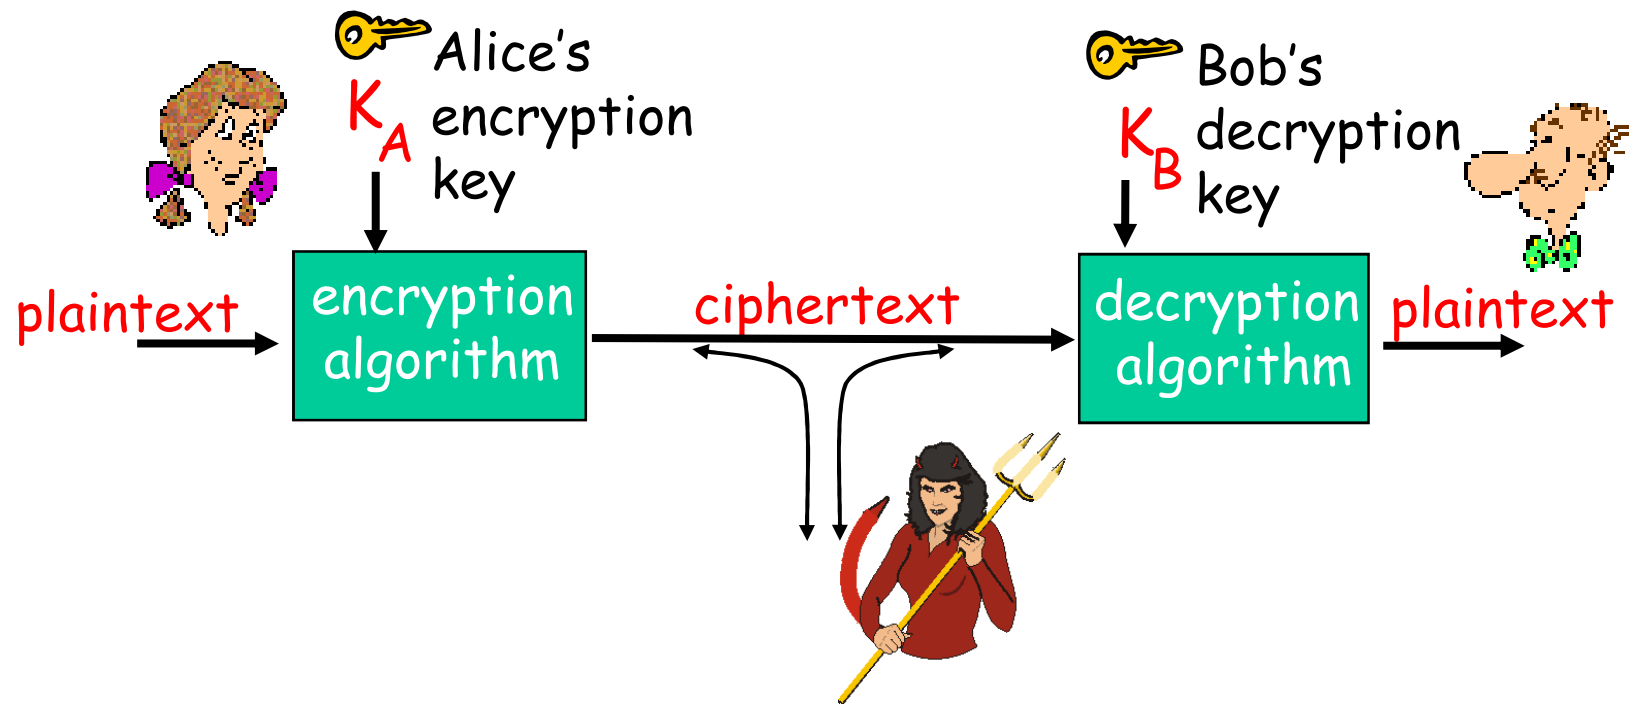 Alice's
encryption
key
K
A
Bob's
decryption
key
K
B
plaintext
encryption
algorithm
ciphertext
decryption
algorithm
plaintext